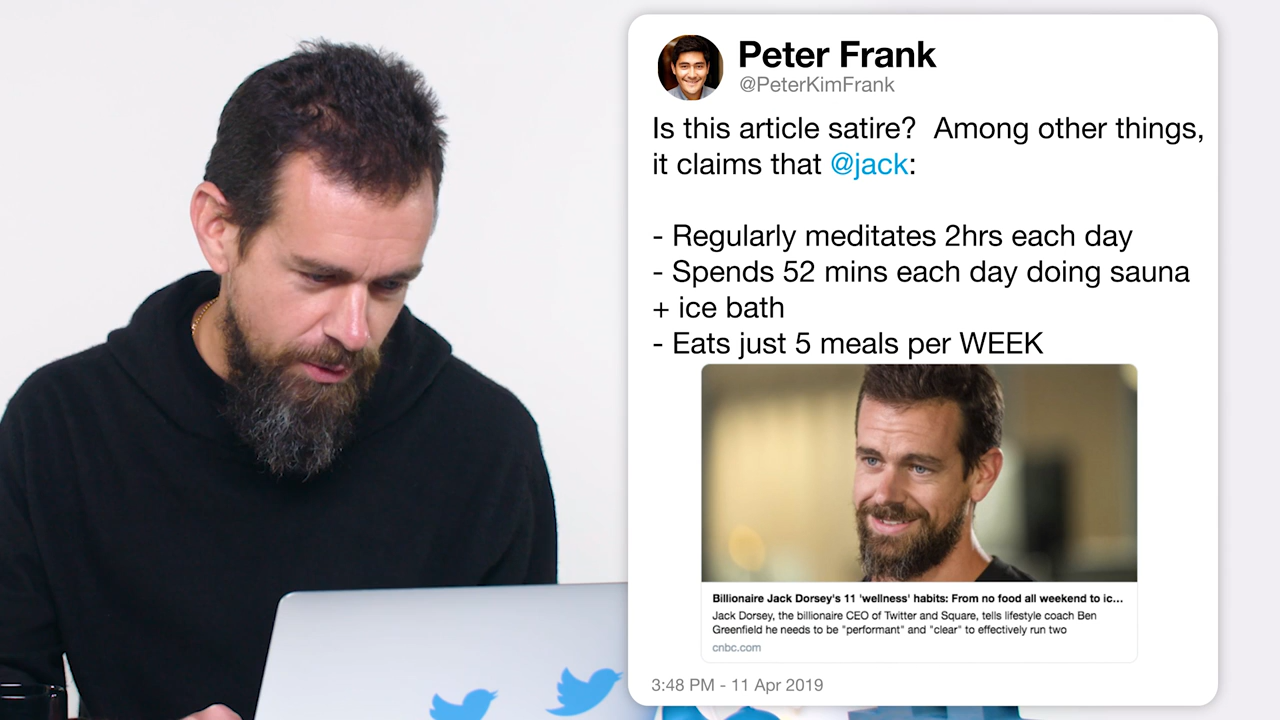 Peter Frank
@PeterKimFrank
Is this article satire?  Among other things,
it claims that @jack:
- Regularly meditates 2hrs each day
- Spends 52 mins each day doing sauna
+ ice bath
- Eats just 5 meals per WEEK
Billionaire Jack Dorsey's 11 'wellness' habits: From no food all weekend to ic...
Jack Dorsey, the billionaire CEO of Twitter and Square, tells lifestyle coach Ben
Greenfield he needs to be "performant" and "clear" to effectively run two
cnbc.com
3:48 PM - 11 Apr 2019